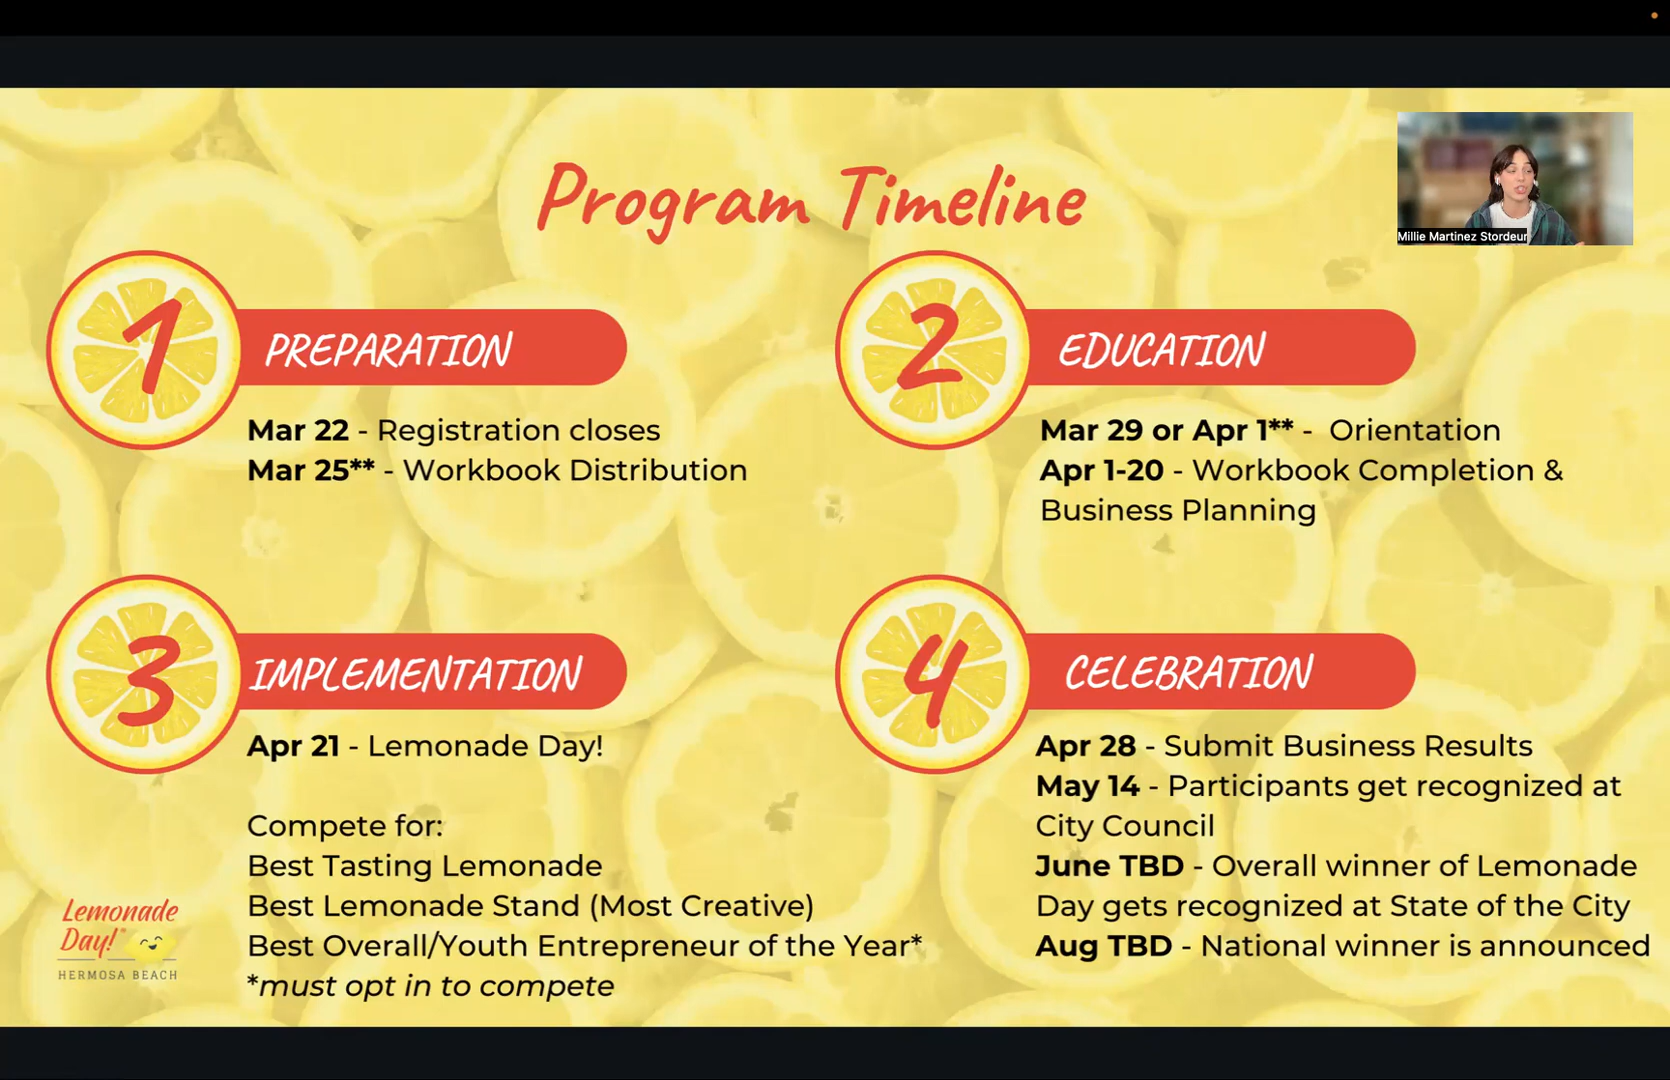 Program Timeline
Millie Martinez Stordeur
1
PREPARATION
Mar 22 - Registration closes
Mar 25** - Workbook Distribution
2
EDUCATION
Mar 29 or Apr 1** - Orientation
Apr 1-20 - Workbook Completion &
Business Planning
3
IMPLEMENTATION
Apr 21 - Lemonade Day!
Compete for:
Best Tasting Lemonade
Best Lemonade Stand (Most Creative)
Best Overall/Youth Entrepreneur of the Year*
*must opt in to compete
4
CELEBRATION
Apr 28 - Submit Business Results
May 14 - Participants get recognized at
City Council
June TBD - Overall winner of Lemonade
Day gets recognized at State of the City
Aug TBD - National winner is announced
Lemonade
Day!
HERMOSA BEACH